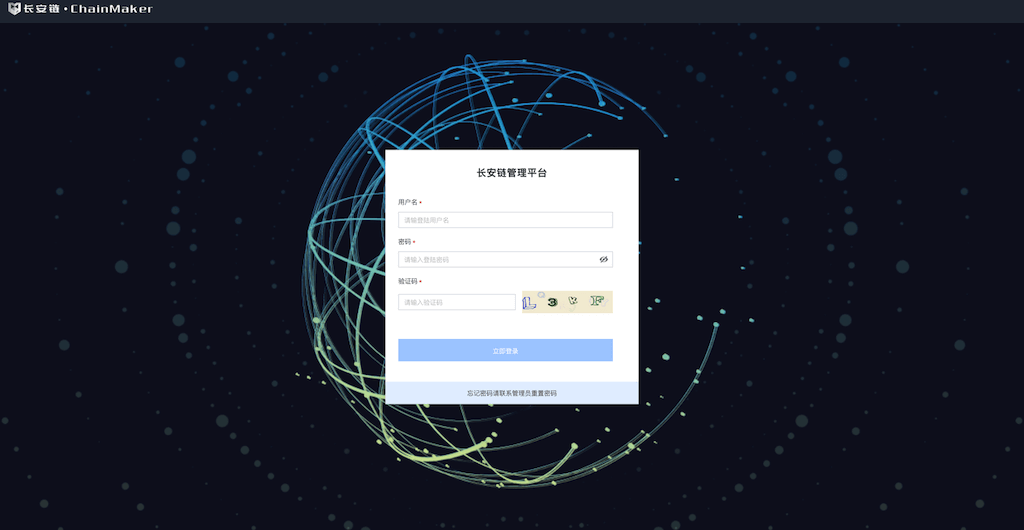 长安链·ChainMaker
长安链管理平台
用户名 •
请输登陆用户名
密码 •
请输入登陆密码
验证码 •
请输入验证码
L 3 Y F
立即登录
忘记密码请联系管理员重置密码